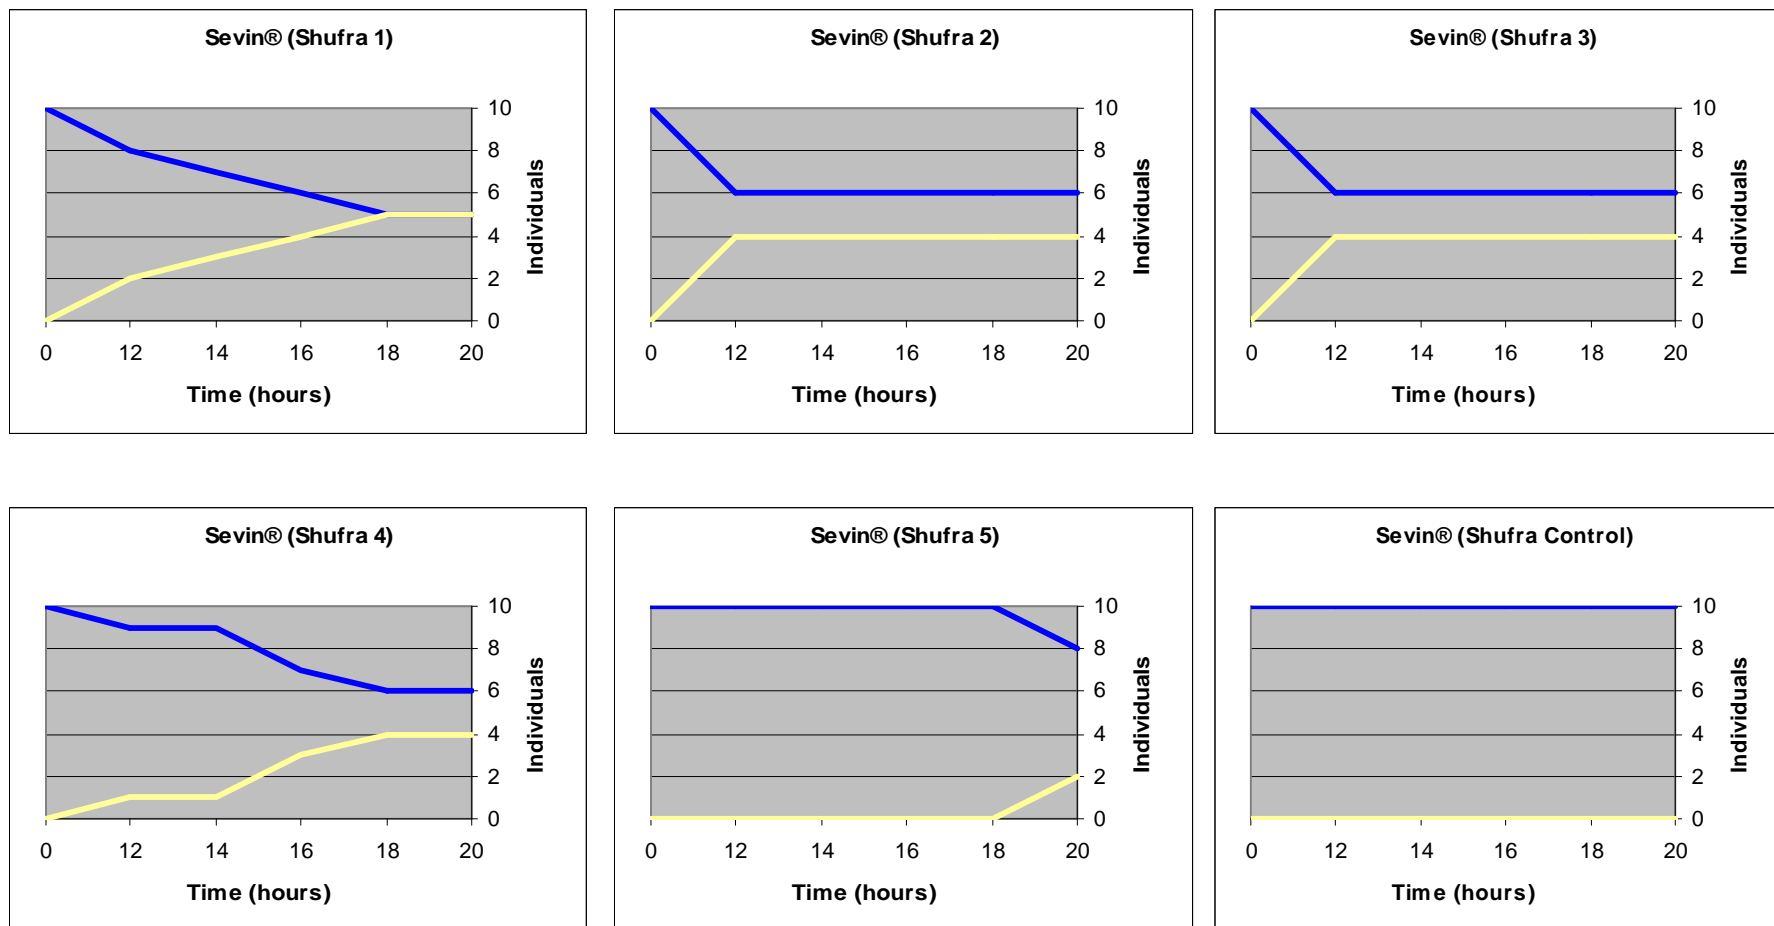 Sevin® (Shufra 1)
10
8
6
4
2
0
Individuals
0 12 14 16 18 20
Time (hours)
Sevin® (Shufra 2)
10
8
6
4
2
0
Individuals
0 12 14 16 18 20
Time (hours)
Sevin® (Shufra 3)
10
8
6
4
2
0
Individuals
0 12 14 16 18 20
Time (hours)
Sevin® (Shufra 4)
10
8
6
4
2
0
Individuals
0 12 14 16 18 20
Time (hours)
Sevin® (Shufra 5)
10
8
6
4
2
0
Individuals
0 12 14 16 18 20
Time (hours)
Sevin® (Shufra Control)
10
8
6
4
2
0
Individuals
0 12 14 16 18 20
Time (hours)